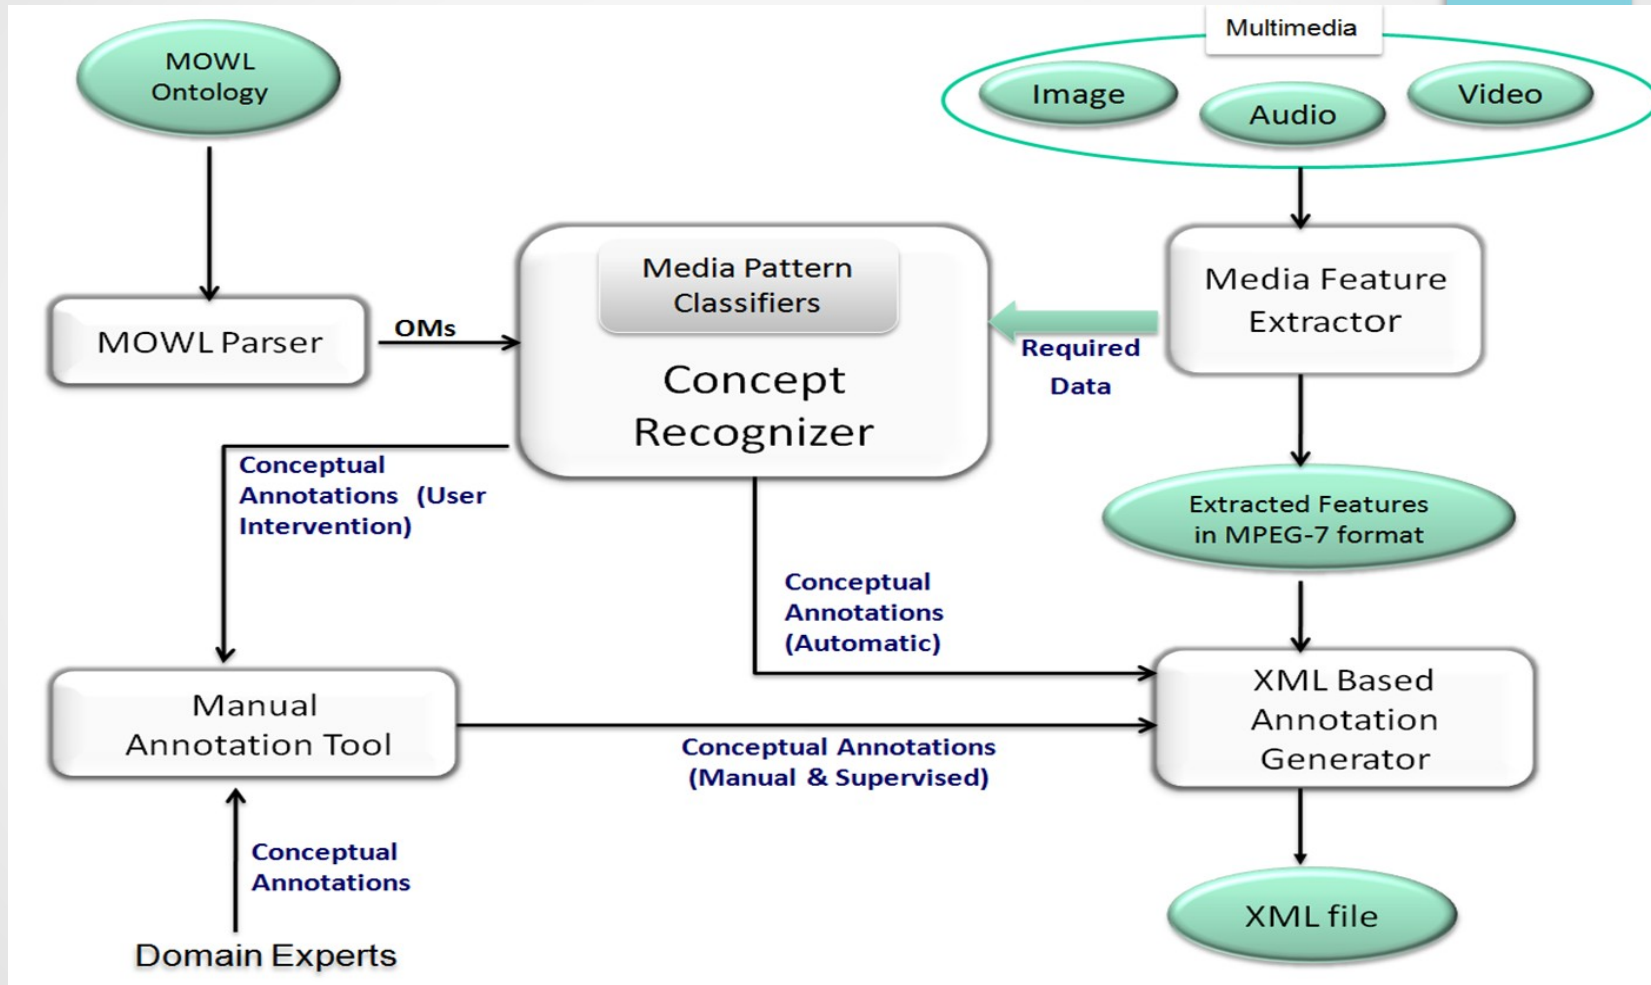 MOWL
Ontology
Multimedia
Image
Audio
Video
Media Pattern
Classifiers
Concept
Recognizer
Media Feature
Extractor
MOWL Parser
OMs
Required
Data
Conceptual
Annotations (User
Intervention)
Extracted Features
in MPEG-7 format
Conceptual
Annotations
(Automatic)
Manual
Annotation Tool
Conceptual Annotations
(Manual & Supervised)
XML Based
Annotation
Generator
Conceptual
Annotations
Domain Experts
XML file